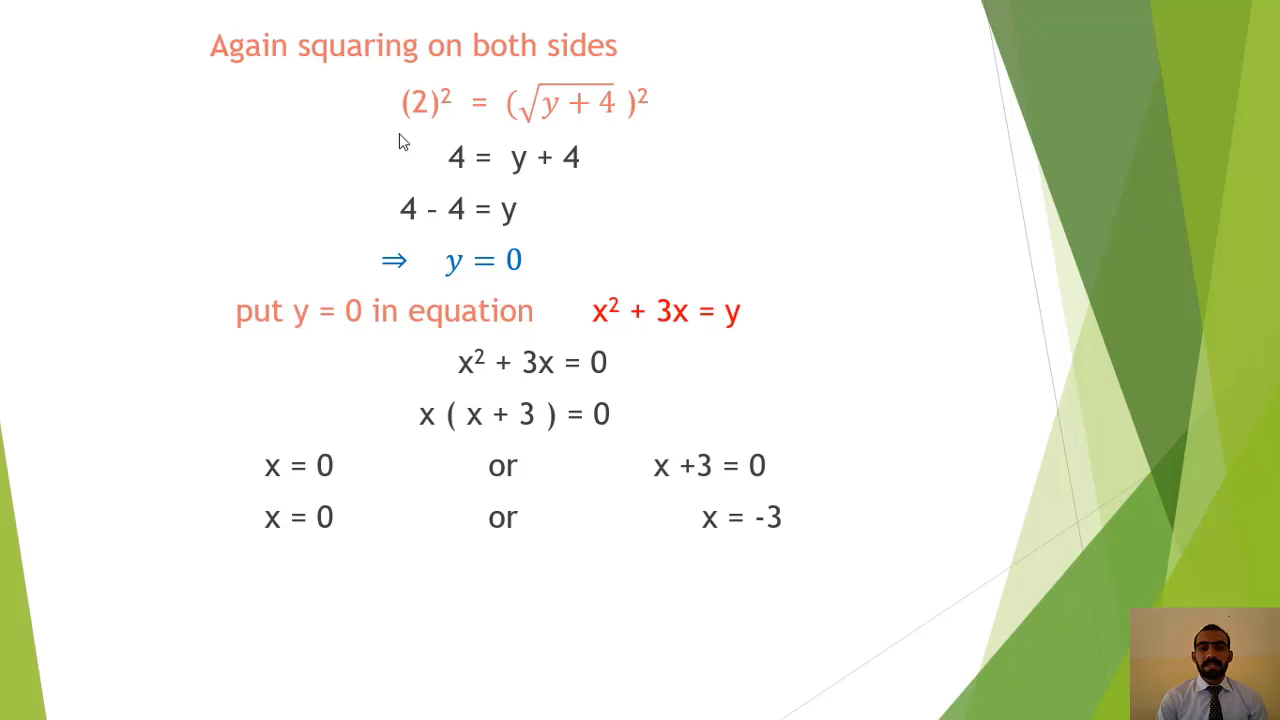 Again squaring on both sides
(2)² = (√y + 4 )²
4 = y + 4
4 – 4 = y
⇒ y = 0
put y = 0 in equation x² + 3x = y
x² + 3x = 0
x ( x + 3 ) = 0
x = 0 or x +3 = 0
x = 0 or x = -3